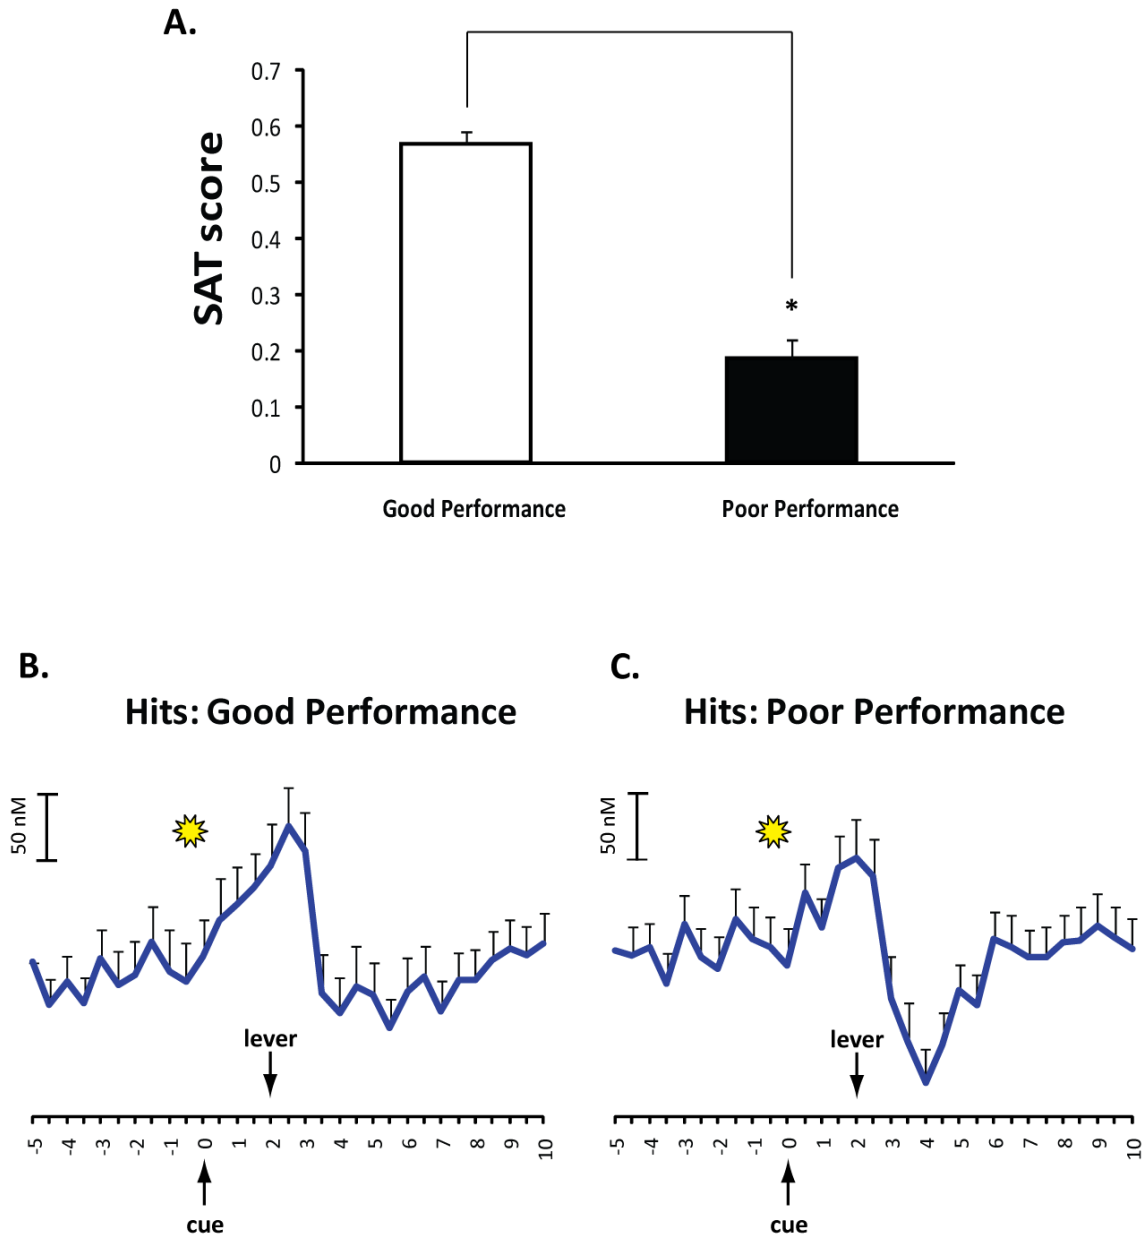 A.
SAT score
0.7
0.6
0.5
0.4
0.3
0.2
0.1
0
*
Good Performance
Poor Performance
B.
Hits: Good Performance
50 nM
lever
-5 -4 -3 -2 -1 0 1 2 3 4 5 6 7 8 9 10
cue
C.
Hits: Poor Performance
50 nM
lever
-5 -4 -3 -2 -1 0 1 2 3 4 5 6 7 8 9 10
cue